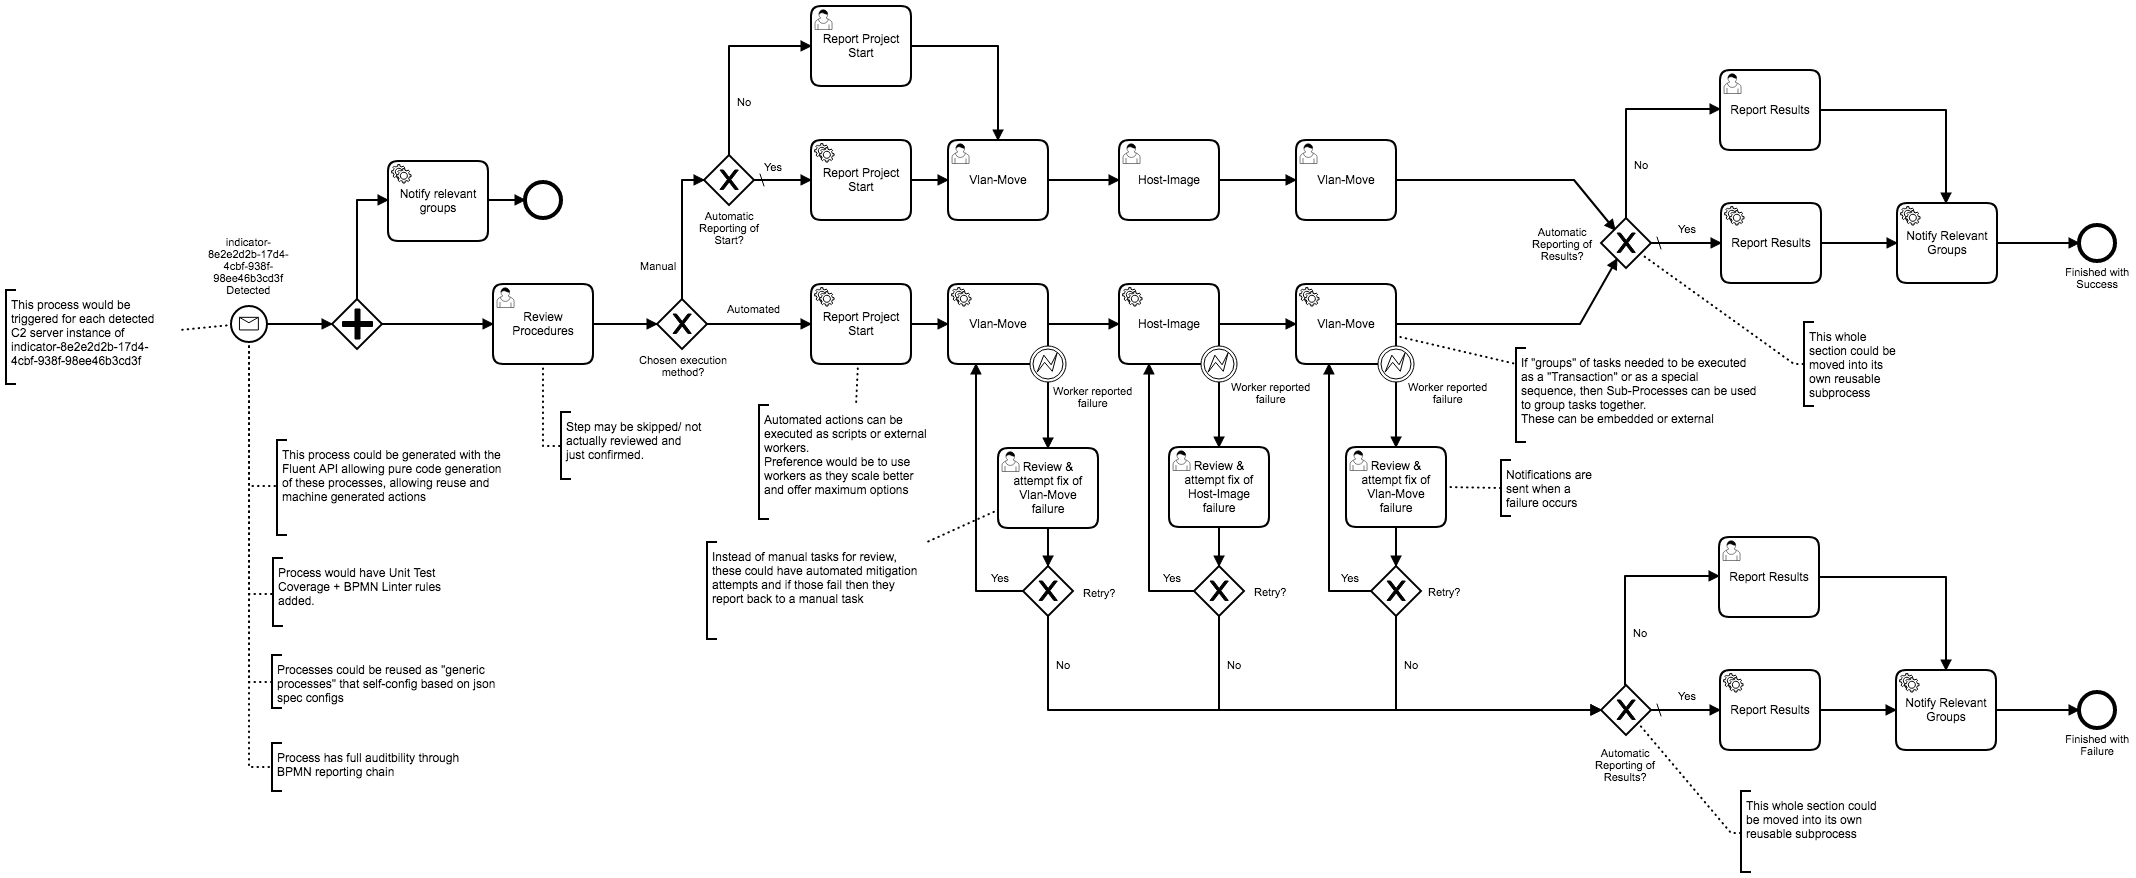 Report Project
Start
No
Report Results
Notify relevant
groups
Yes
Report Project
Start
Vlan-Move
Host-Image
Vlan-Move
Automatic
Reporting of
Start?
No
Automatic
Reporting of
Results?
Yes
Report Results
Notify Relevant
Groups
Finished with
Success
indicator-
8e2e2d2b-17d4-
4cbf-938f-
98ee46b3cd3f
Detected
This process would be
triggered for each detected
C2 server instance of
indicator-8e2e2d2b-17d4-
4cbf-938f-98ee46b3cd3f
Review
Procedures
Manual
Automated
Chosen execution
method?
Report Project
Start
Vlan-Move
Host-Image
Vlan-Move
Worker reported
failure
Worker reported
failure
Worker reported
failure
If "groups" of tasks needed to be executed
as a "Transaction" or as a special
sequence, then Sub-Processes can be used
to group tasks together.
These can be embedded or external
This whole
section could be
moved into its
own reusable
subprocess
Step may be skipped/ not
actually reviewed and
just confirmed.
Automated actions can be
executed as scripts or external
workers.
Preference would be to use
workers as they scale better
and offer maximum options
This process could be generated with the
Fluent API allowing pure code generation
of these processes, allowing reuse and
machine generated actions
Review &
attempt fix of
Vlan-Move
failure
Review &
attempt fix of
Host-Image
failure
Review &
attempt fix of
Vlan-Move
failure
Notifications are
sent when a
failure occurs
Instead of manual tasks for review,
these could have automated mitigation
attempts and if those fail then they
report back to a manual task
Process would have Unit Test
Coverage + BPMN Linter rules
added.
Yes
Retry?
Yes
Retry?
Yes
Retry?
Report Results
No
No
No
No
Processes could be reused as "generic
processes" that self-config based on json
spec configs
Yes
Report Results
Notify Relevant
Groups
Finished with
Failure
Automatic
Reporting of
Results?
Process has full auditbility through
BPMN reporting chain
This whole section could
be moved into its own
reusable subprocess